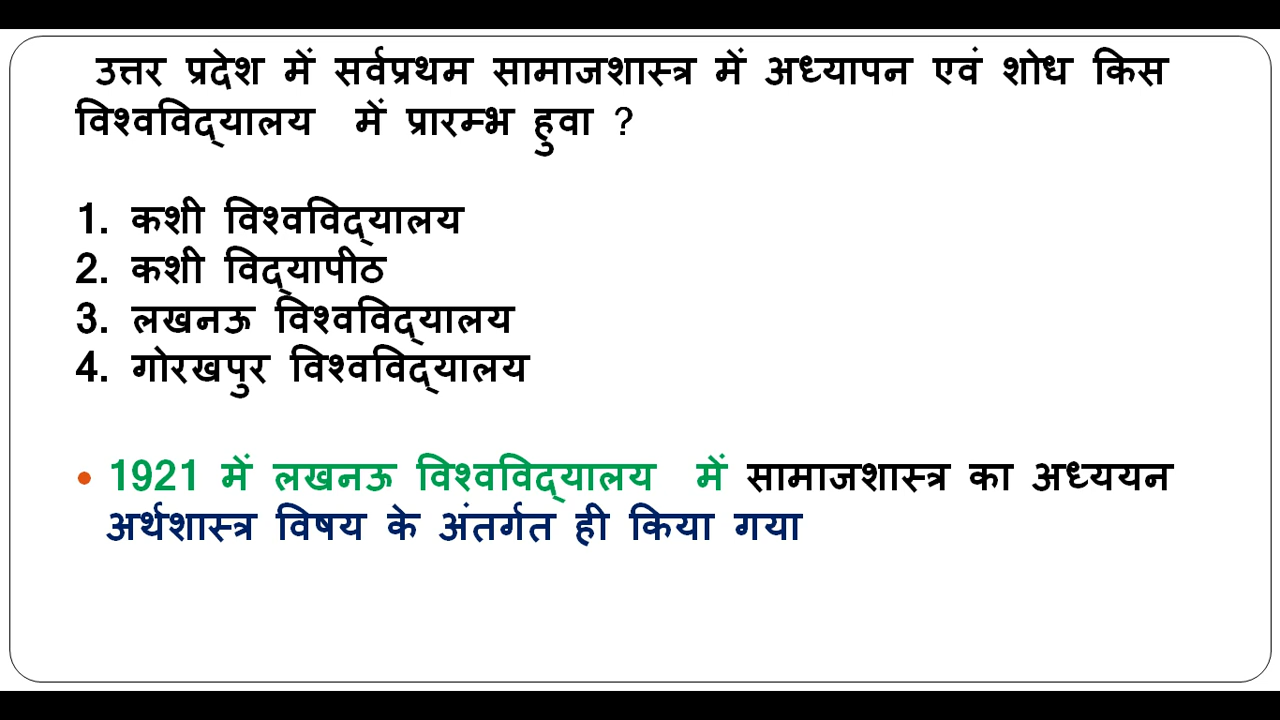 उत्तर प्रदेश में सर्वप्रथम सामाजशास्त्र में अध्यापन एवं शोध किस
विश्वविद्यालय में प्रारम्भ हुवा ?
1. कशी विश्वविद्यालय
2. कशी विद्यापीठ
3. लखनऊ विश्वविद्यालय
4. गोरखपुर विश्वविद्यालय
• 1921 में लखनऊ विश्वविद्यालय में सामाजशास्त्र का अध्ययन
अर्थशास्त्र विषय के अंतर्गत ही किया गया